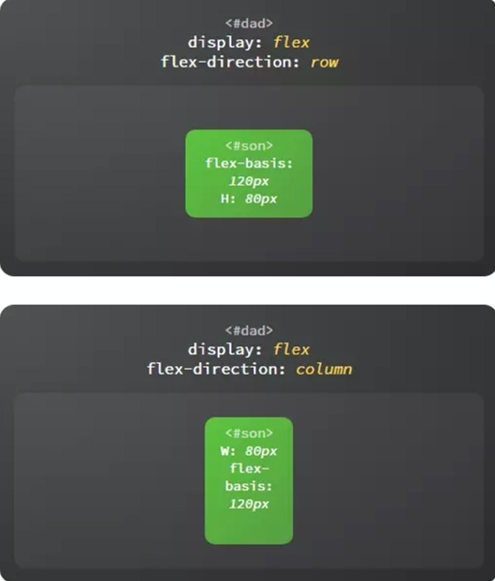 <#dad>
display: flex
flex-direction: row
<#son>
flex-basis:
120px
H: 80px
<#dad>
display: flex
flex-direction: column
<#son>
W: 80px
flex-
basis:
120px